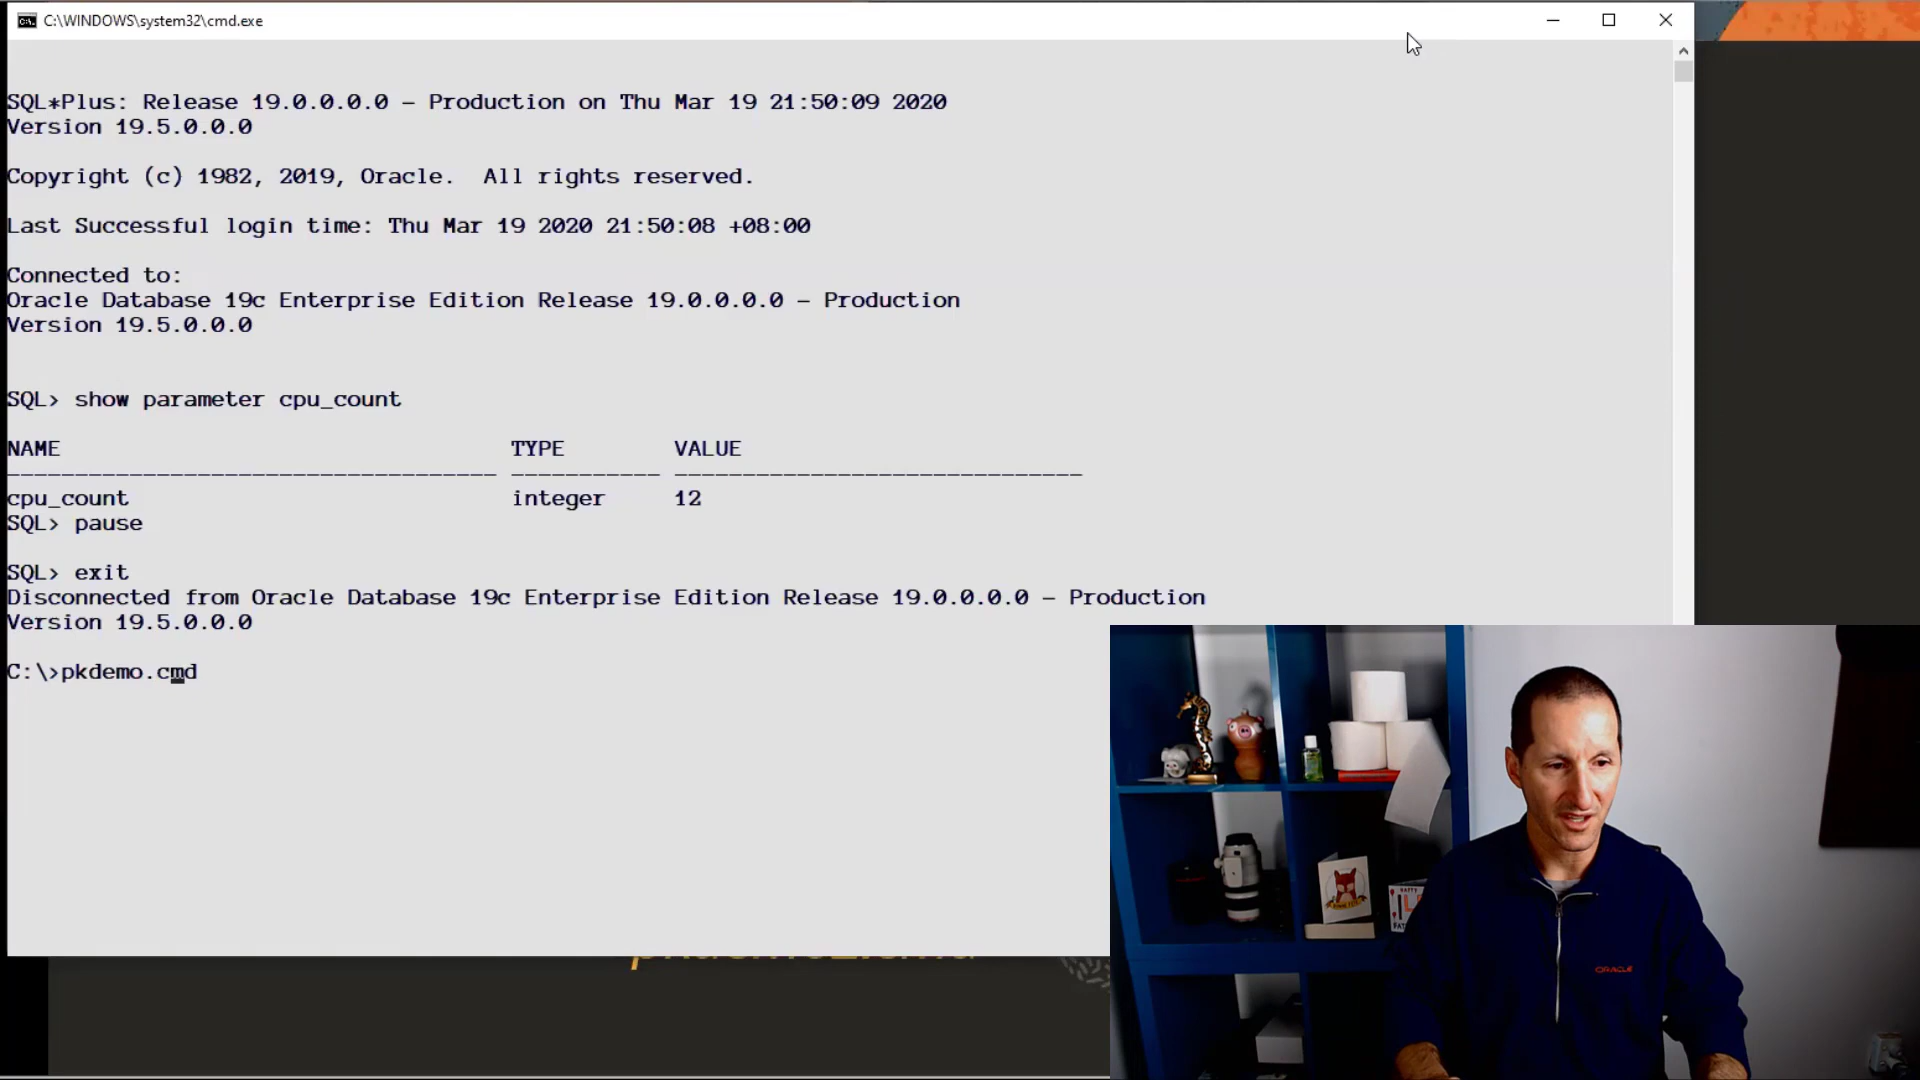 C:\WINDOWS\system32\cmd.exe
SQL*Plus: Release 19.0.0.0.0 - Production on Thu Mar 19 21:50:09 2020
Version 19.5.0.0.0
Copyright (c) 1982, 2019, Oracle.  All rights reserved.
Last Successful login time: Thu Mar 19 2020 21:50:08 +08:00
Connected to:
Oracle Database 19c Enterprise Edition Release 19.0.0.0.0 - Production
Version 19.5.0.0.0
SQL> show parameter cpu_count
NAME                                 TYPE        VALUE
------------------------------------ ----------- ------------------------------
cpu_count                            integer     12
SQL> pause
SQL> exit
Disconnected from Oracle Database 19c Enterprise Edition Release 19.0.0.0.0 - Production
Version 19.5.0.0.0
C:\>pkdemo.cmd
ORACLE